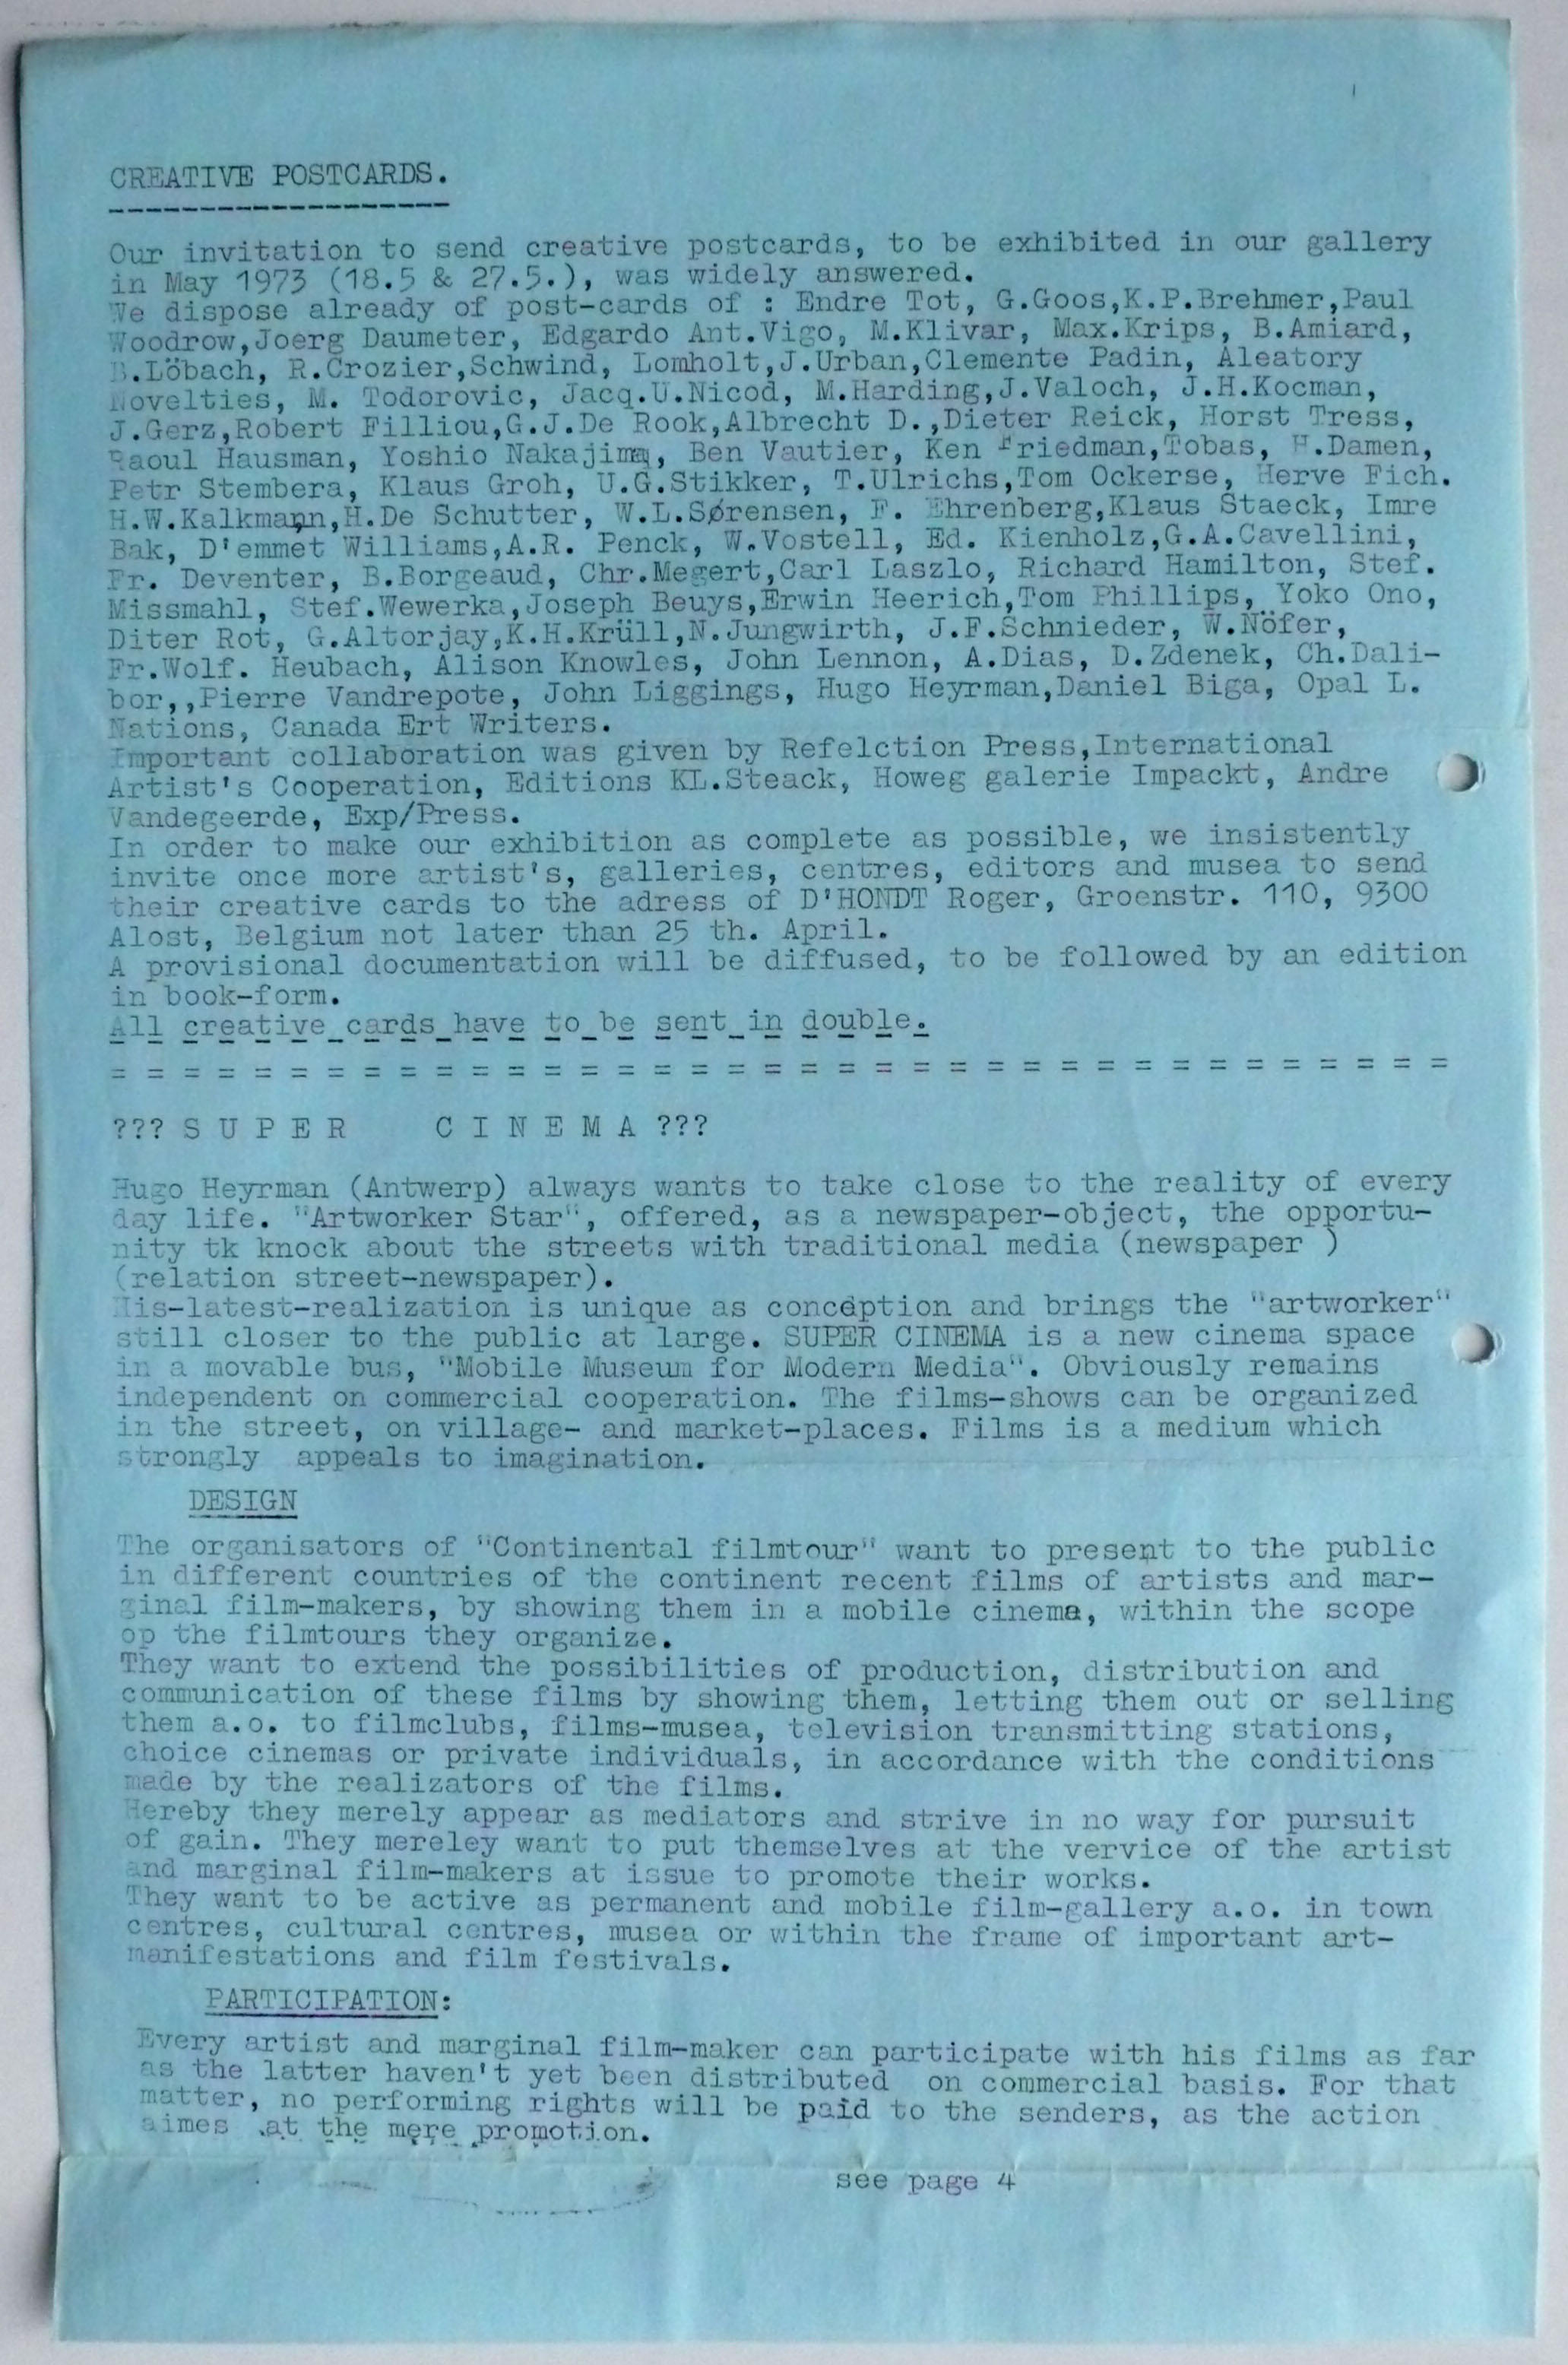 CREATIVE POSTCARDS.
Our invitation to send creative postcards, to be exhibited in our gallery
in May 1973 (18.5 & 27.5.), was widely answered.
We dispose already of post-cards of : Endre Tot, G.Goos,K.P.Brehmer,Paul
Woodrow,Joerg Daumeter, Edgardo Ant.Vigo, M.Klivar, Max.Krips, B.Amiard,
B.Löbach, R.Crozier,Schwind, Lomholt,J.Urban,Clemente Padin, Aleatory
Novelties, M. Todorovic, Jacq.U.Nicod, M.Harding,J.Valoch, J.H.Kocman,
J.Gerz,Robert Filliou,G.J.De Rook,Albrecht D.,Dieter Reick, Horst Tress,
Raoul Hausman, Yoshio Nakajima, Ben Vautier, Ken Friedman,Tobas, H.Damen,
Petr Stembera, Klaus Groh, U.G.Stikker, T.Ulrichs,Tom Ockerse, Herve Fich.
H.W.Kalkmann,H.De Schutter, W.L.Sørensen, F. Ehrenberg,Klaus Staeck, Imre
Bak, D'emmet Williams,A.R. Penck, W.Vostell, Ed. Kienholz,G.A.Cavellini,
Fr. Deventer, B.Borgeaud, Chr.Megert,Carl Laszlo, Richard Hamilton, Stef.
Missmahl, Stef.Wewerka,Joseph Beuys,Erwin Heerich,Tom Phillips, Yoko Ono,
Diter Rot, G.Altorjay,K.H.Krüll,N.Jungwirth, J.F.Schnieder, W.Nöfer,
Fr.Wolf. Heubach, Alison Knowles, John Lennon, A.Dias, D.Zdenek, Ch.Dali-
bor,,Pierre Vandrepote, John Liggings, Hugo Heyrman,Daniel Biga, Opal L.
Nations, Canada Ert Writers.
Important collaboration was given by Refelction Press,International
Artist's Cooperation, Editions KL.Steack, Howeg galerie Impackt, Andre
Vandegeerde, Exp/Press.
In order to make our exhibition as complete as possible, we insistently
invite once more artist's, galleries, centres, editors and musea to send
their creative cards to the adress of D'HONDT Roger, Groenstr. 110, 9300
Alost, Belgium not later than 25 th. April.
A provisional documentation will be diffused, to be followed by an edition
in book-form.
All creative cards have to be sent in double.
= = = = = = = = = = = = = = = = = = = = = = = = = = = = = = = = = = = = =
??? S U P E R   C I N E M A ???
Hugo Heyrman (Antwerp) always wants to take close to the reality of every
day life. "Artworker Star", offered, as a newspaper-object, the opportu-
nity tk knock about the streets with traditional media (newspaper )
(relation street-newspaper).
His-latest-realization is unique as conception and brings the "artworker"
still closer to the public at large. SUPER CINEMA is a new cinema space
in a movable bus, "Mobile Museum for Modern Media". Obviously remains
independent on commercial cooperation. The films-shows can be organized
in the street, on village- and market-places. Films is a medium which
strongly appeals to imagination.
DESIGN
The organisators of "Continental filmtour" want to present to the public
in different countries of the continent recent films of artists and mar-
ginal film-makers, by showing them in a mobile cinema, within the scope
op the filmtours they organize.
They want to extend the possibilities of production, distribution and
communication of these films by showing them, letting them out or selling
them a.o. to filmclubs, films-musea, television transmitting stations,
choice cinemas or private individuals, in accordance with the conditions
made by the realizators of the films.
Hereby they merely appear as mediators and strive in no way for pursuit
of gain. They mereley want to put themselves at the vervice of the artist
and marginal film-makers at issue to promote their works.
They want to be active as permanent and mobile film-gallery a.o. in town
centres, cultural centres, musea or within the frame of important art-
manifestations and film festivals.
PARTICIPATION:
Every artist and marginal film-maker can participate with his films as far
as the latter haven't yet been distributed on commercial basis. For that
matter, no performing rights will be paid to the senders, as the action
aimes .at the mere promotion.
see page 4